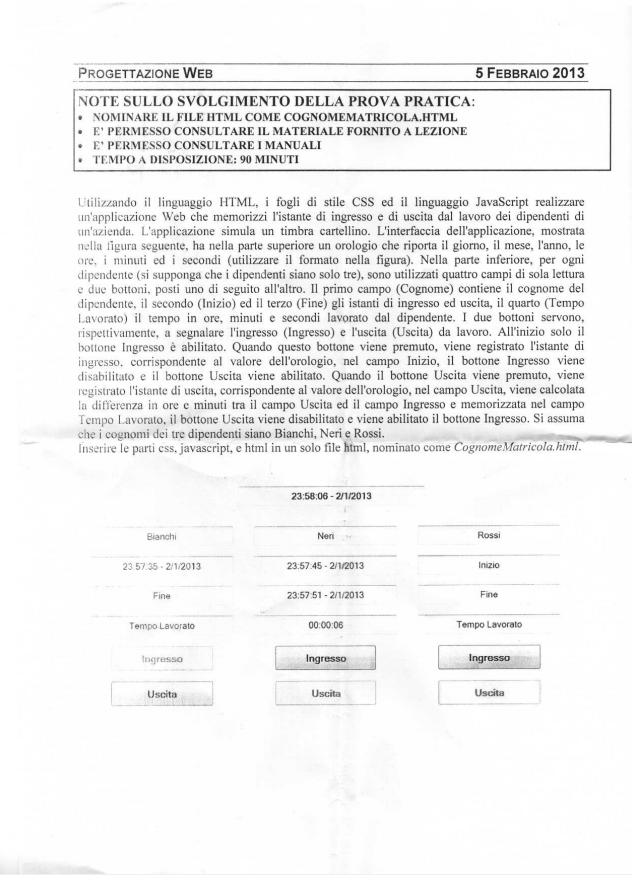 PROGETTAZIONE WEB 5 FEBBRAIO 2013
NOTE SULLO SVOLGIMENTO DELLA PROVA PRATICA:
• NOMINARE IL FILE HTML COME COGNOMEMATRICOLA.HTML
• E' PERMESSO CONSULTARE IL MATERIALE FORNITO A LEZIONE
• E' PERMESSO CONSULTARE I MANUALI
• TEMPO A DISPOSIZIONE: 90 MINUTI
Utilizzando il linguaggio HTML, i fogli di stile CSS ed il linguaggio JavaScript realizzare
un'applicazione Web che memorizzi l'istante di ingresso e di uscita dal lavoro dei dipendenti di
un'azienda. L'applicazione simula un timbra cartellino. L'interfaccia dell'applicazione, mostrata
nella figura seguente, ha nella parte superiore un orologio che riporta il giorno, il mese, l'anno, le
ore, i minuti ed i secondi (utilizzare il formato nella figura). Nella parte inferiore, per ogni
dipendente (si supponga che i dipendenti siano solo tre), sono utilizzati quattro campi di sola lettura
e due bottoni, posti uno di seguito all'altro. Il primo campo (Cognome) contiene il cognome del
dipendente, il secondo (Inizio) ed il terzo (Fine) gli istanti di ingresso ed uscita, il quarto (Tempo
Lavorato) il tempo in ore, minuti e secondi lavorato dal dipendente. I due bottoni servono,
rispettivamente, a segnalare l'ingresso (Ingresso) e l'uscita (Uscita) da lavoro. All'inizio solo il
bottone Ingresso è abilitato. Quando questo bottone viene premuto, viene registrato l'istante di
ingresso, corrispondente al valore dell'orologio, nel campo Inizio, il bottone Ingresso viene
disabilitato e il bottone Uscita viene abilitato. Quando il bottone Uscita viene premuto, viene
registrato l'istante di uscita, corrispondente al valore dell'orologio, nel campo Uscita, viene calcolata
la differenza in ore e minuti tra il campo Uscita ed il campo Ingresso e memorizzata nel campo
Tempo Lavorato, il bottone Uscita viene disabilitato e viene abilitato il bottone Ingresso. Si assuma
che i cognomi dei tre dipendenti siano Bianchi, Neri e Rossi.
Inserire le parti css, javascript, e html in un solo file html, nominato come CognomeMatricola.html.
23:58:06 - 2/1/2013
Bianchi Neri Rossi
23:57:35 - 2/1/2013 23:57:45 - 2/1/2013 Inizio
Fine 23:57:51 - 2/1/2013 Fine
Tempo Lavorato 00:00:06 Tempo Lavorato
Ingresso Ingresso Ingresso
Uscita Uscita Uscita